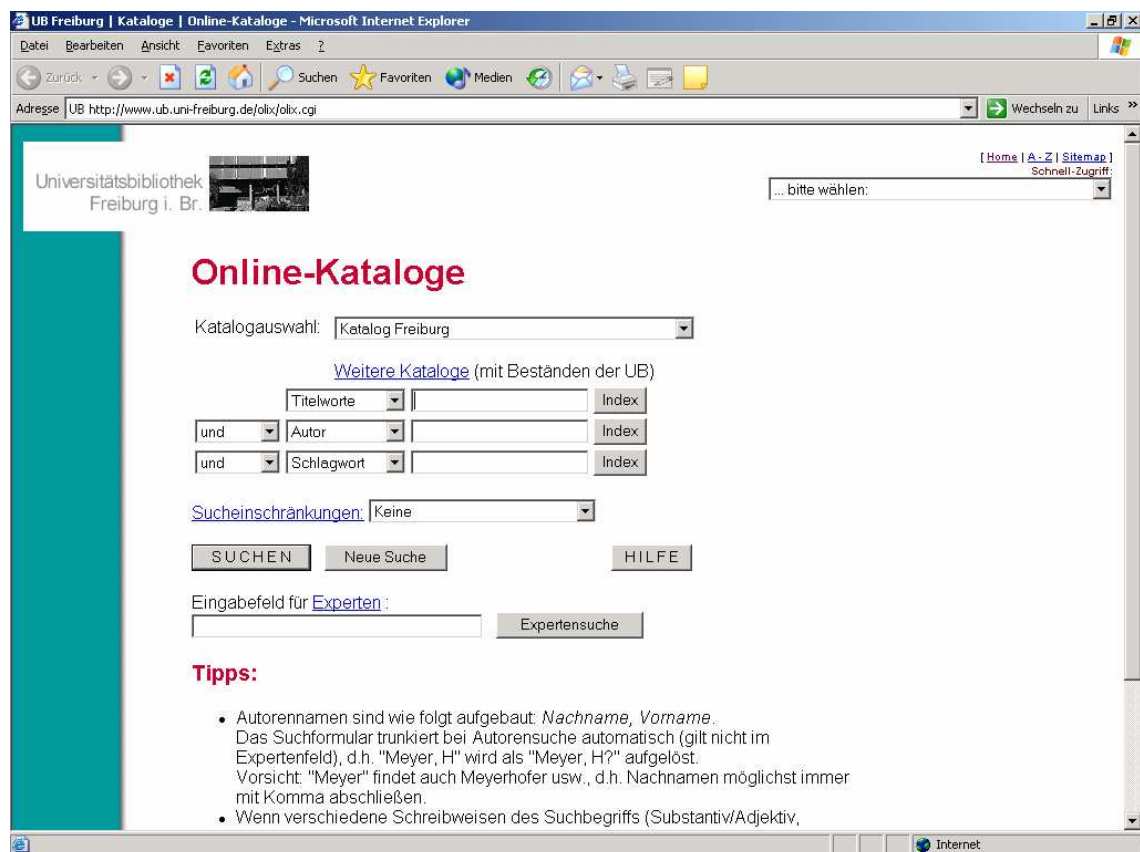 UB Freiburg | Kataloge | Online-Kataloge - Microsoft Internet Explorer
Datei Bearbeiten Ansicht Favoriten Extras ?
Zurück Suchen Favoriten Medien
Adresse UB http://www.ub.uni-freiburg.de/olix/olix.cgi Wechseln zu Links »
[ Home | A - Z | Sitemap ]
Schnell-Zugriff:
... bitte wählen:
Universitätsbibliothek
Freiburg i. Br.
Online-Kataloge
Katalogauswahl: Katalog Freiburg
Weitere Kataloge (mit Beständen der UB)
Titelworte Index
und Autor Index
und Schlagwort Index
Sucheinschränkungen: Keine
SUCHEN Neue Suche HILFE
Eingabefeld für Experten :
Expertensuche
Tipps:
• Autorennamen sind wie folgt aufgebaut: Nachname, Vorname.
Das Suchformular trunkiert bei Autorensuche automatisch (gilt nicht im
Expertenfeld), d.h. "Meyer, H" wird als "Meyer, H?" aufgelöst.
Vorsicht: "Meyer" findet auch Meyerhofer usw., d.h. Nachnamen möglichst immer
mit Komma abschließen.
• Wenn verschiedene Schreibweisen des Suchbegriffs (Substantiv/Adjektiv,
Internet